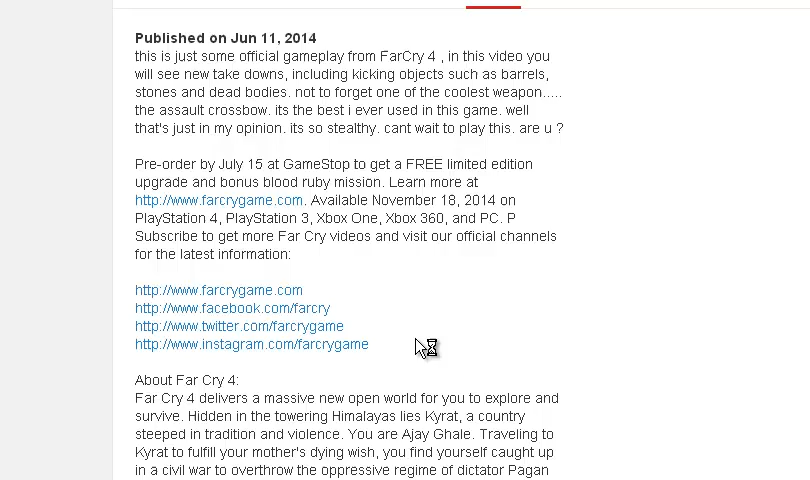 Published on Jun 11, 2014
this is just some official gameplay from FarCry 4 , in this video you
will see new take downs, including kicking objects such as barrels,
stones and dead bodies. not to forget one of the coolest weapon.....
the assault crossbow. its the best i ever used in this game. well
that's just in my opinion. its so stealthy. cant wait to play this. are u ?
Pre-order by July 15 at GameStop to get a FREE limited edition
upgrade and bonus blood ruby mission. Learn more at
http://www.farcrygame.com. Available November 18, 2014 on
PlayStation 4, PlayStation 3, Xbox One, Xbox 360, and PC. P
Subscribe to get more Far Cry videos and visit our official channels
for the latest information:
http://www.farcrygame.com
http://www.facebook.com/farcry
http://www.twitter.com/farcrygame
http://www.instagram.com/farcrygame
About Far Cry 4:
Far Cry 4 delivers a massive new open world for you to explore and
survive. Hidden in the towering Himalayas lies Kyrat, a country
steeped in tradition and violence. You are Ajay Ghale. Traveling to
Kyrat to fulfill your mother's dying wish, you find yourself caught up
in a civil war to overthrow the oppressive regime of dictator Pagan